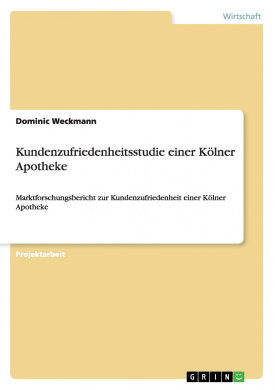 Wirtschaft
Dominic Weckmann
Kundenzufriedenheitsstudie einer Kölner
Apotheke
Marktforschungsbericht zur Kundenzufriedenheit einer Kölner
Apotheke
Projektarbeit
GRIN